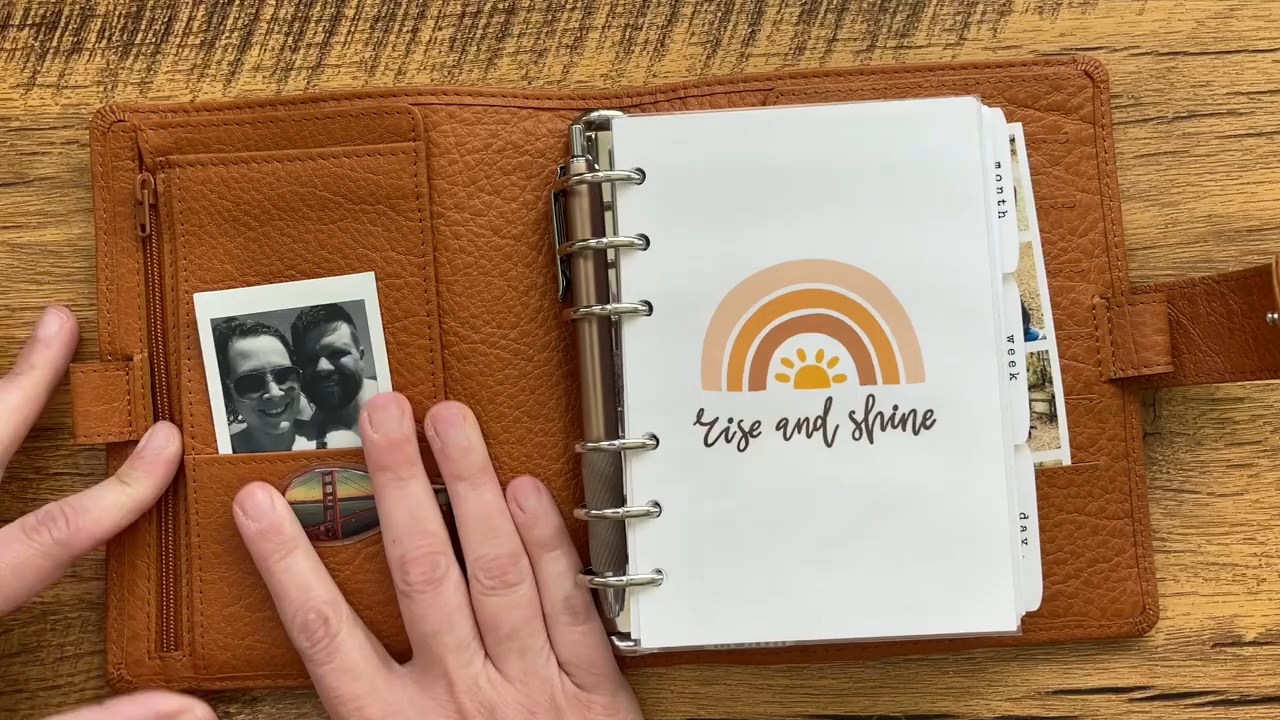 rise and shine
month
week
day.